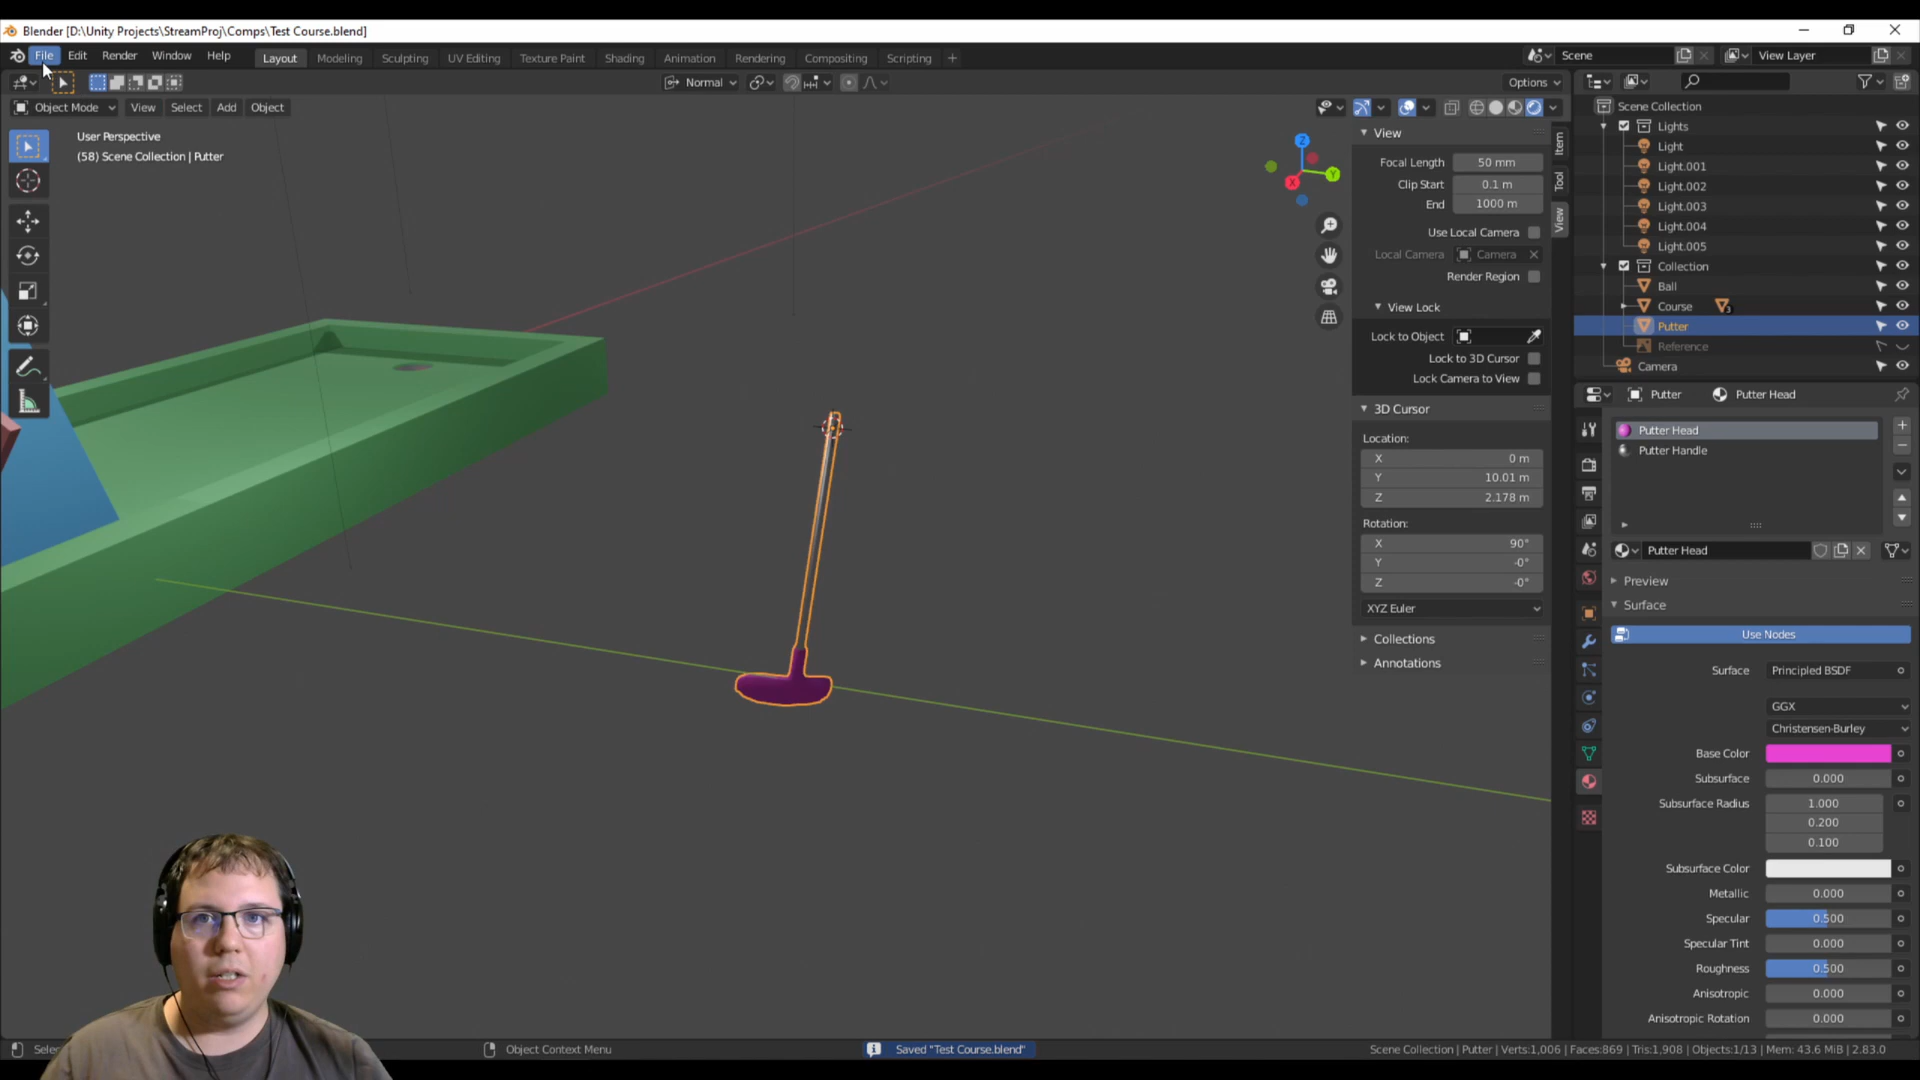 Blender [D:\Unity Projects\StreamProj\Comps\Test Course.blend]
File Edit Render Window Help Layout Modeling Sculpting UV Editing Texture Paint Shading Animation Rendering Compositing Scripting + Scene View Layer
Normal Options
Object Mode View Select Add Object
User Perspective
(58) Scene Collection | Putter
Z
Y
X
View
Focal Length 50 mm
Clip Start 0.1 m
End 1000 m
Use Local Camera
Local Camera Camera
Render Region
View Lock
Lock to Object
Lock to 3D Cursor
Lock Camera to View
3D Cursor
Location:
X 0 m
Y 10.01 m
Z 2.178 m
Rotation:
X 90°
Y -0°
Z -0°
XYZ Euler
Collections
Annotations
Item
Tool
View
Scene Collection
Lights
Light
Light.001
Light.002
Light.003
Light.004
Light.005
Collection
Ball
Course 3
Putter
Reference
Camera
Putter Putter Head
Putter Head
Putter Handle
Putter Head
Preview
Surface
Use Nodes
Surface Principled BSDF
GGX
Christensen-Burley
Base Color
Subsurface 0.000
Subsurface Radius 1.000
0.200
0.100
Subsurface Color
Metallic 0.000
Specular 0.500
Specular Tint 0.000
Roughness 0.500
Anisotropic 0.000
Anisotropic Rotation 0.000
Selec Object Context Menu Saved "Test Course.blend" Scene Collection | Putter | Verts:1,006 | Faces:869 | Tris:1,908 | Objects:1/13 | Mem: 43.6 MiB | 2.83.0